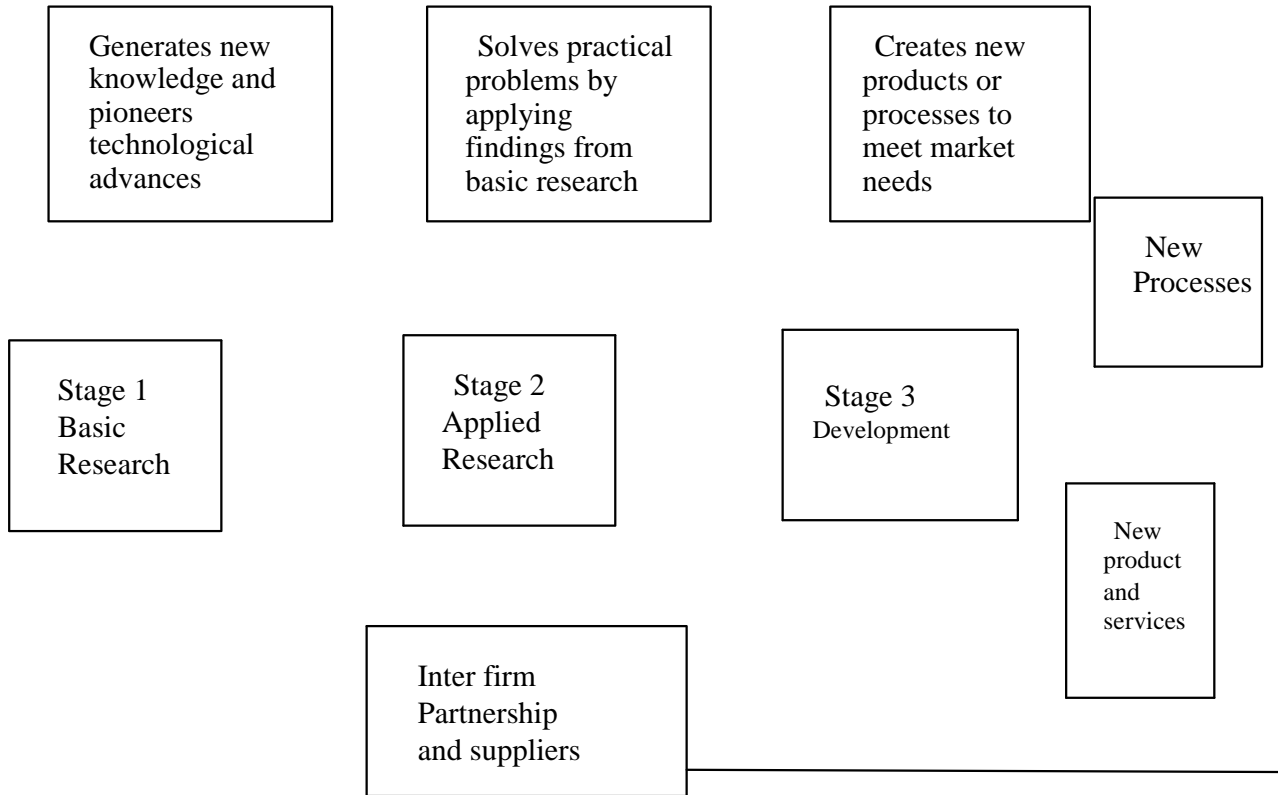 Generates new
knowledge and
pioneers
technological
advances
Solves practical
problems by
applying
findings from
basic research
Creates new
products or
processes to
meet market
needs
New
Processes
Stage 1
Basic
Research
Stage 2
Applied
Research
Stage 3
Development
New
product
and
services
Inter firm
Partnership
and suppliers